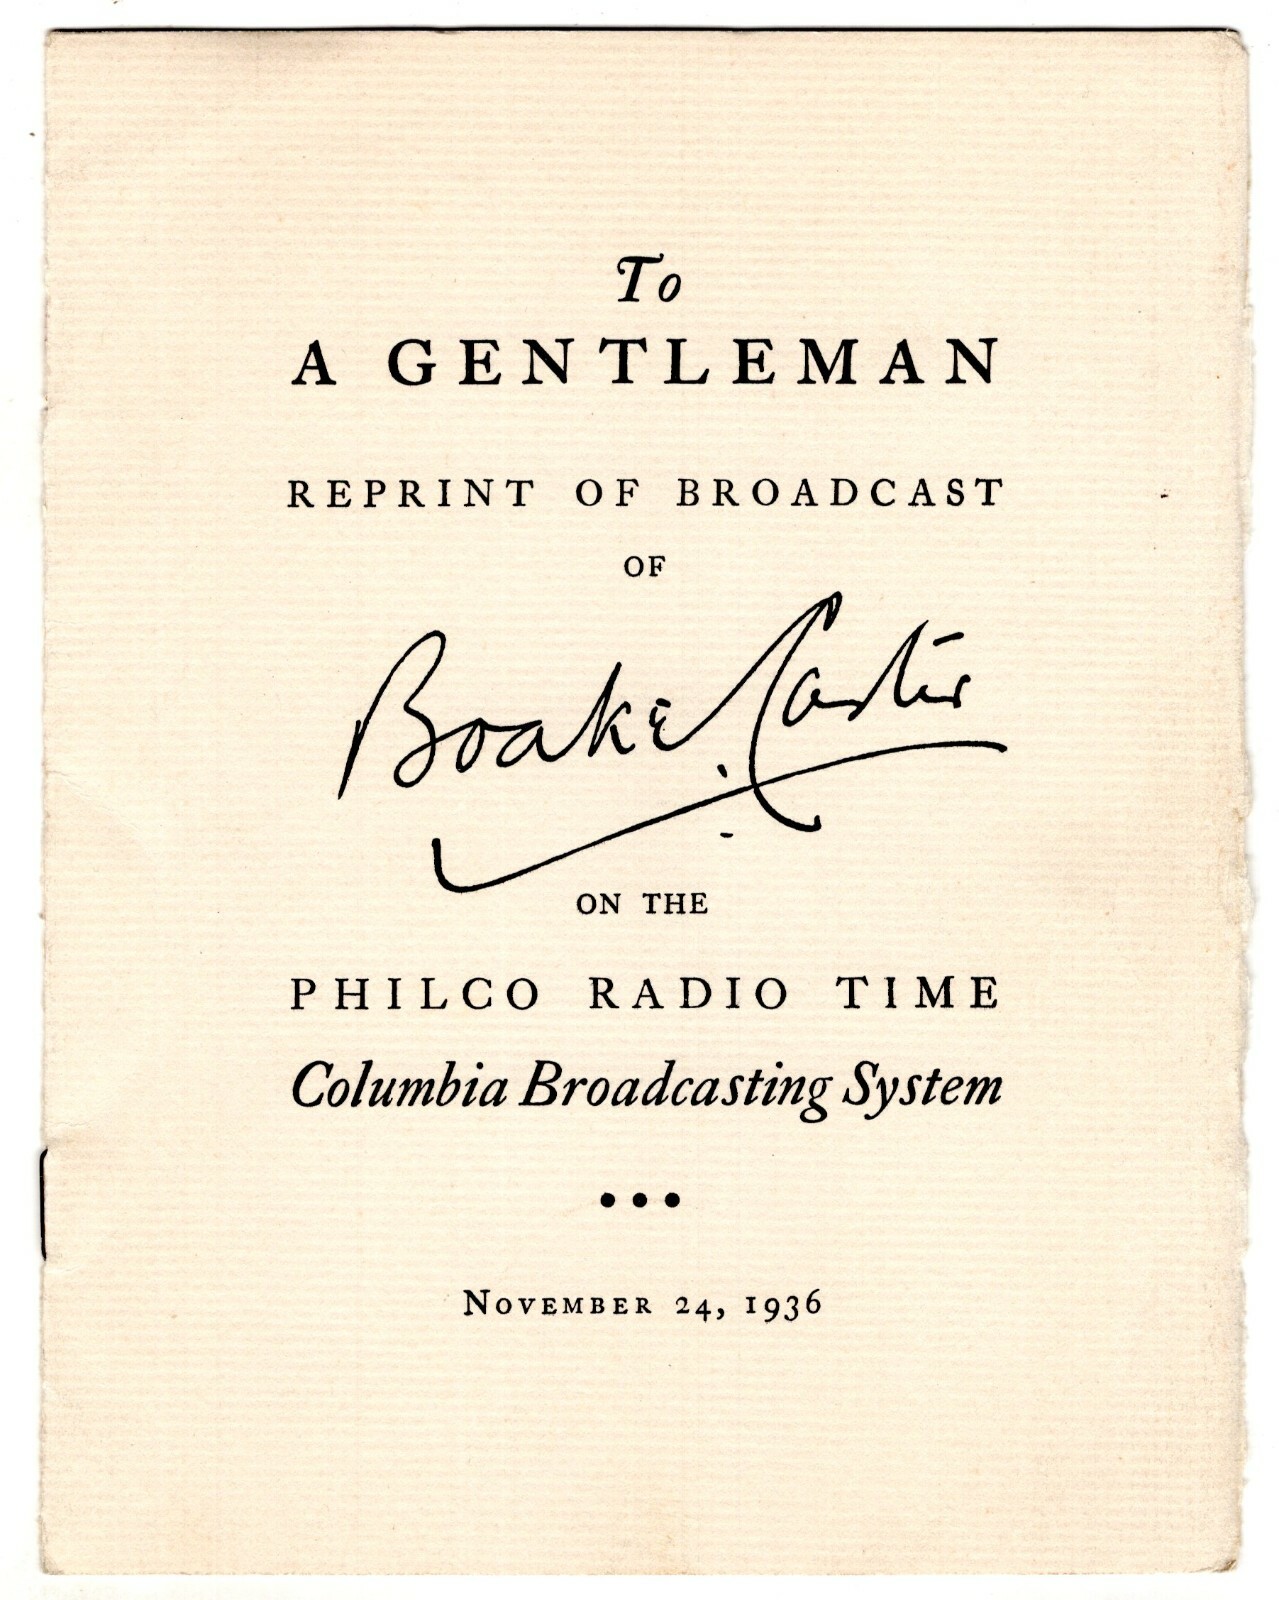 To
A GENTLEMAN
REPRINT OF BROADCAST
OF
Boake Carter
ON THE
PHILCO RADIO TIME
Columbia Broadcasting System
•••
NOVEMBER 24, 1936